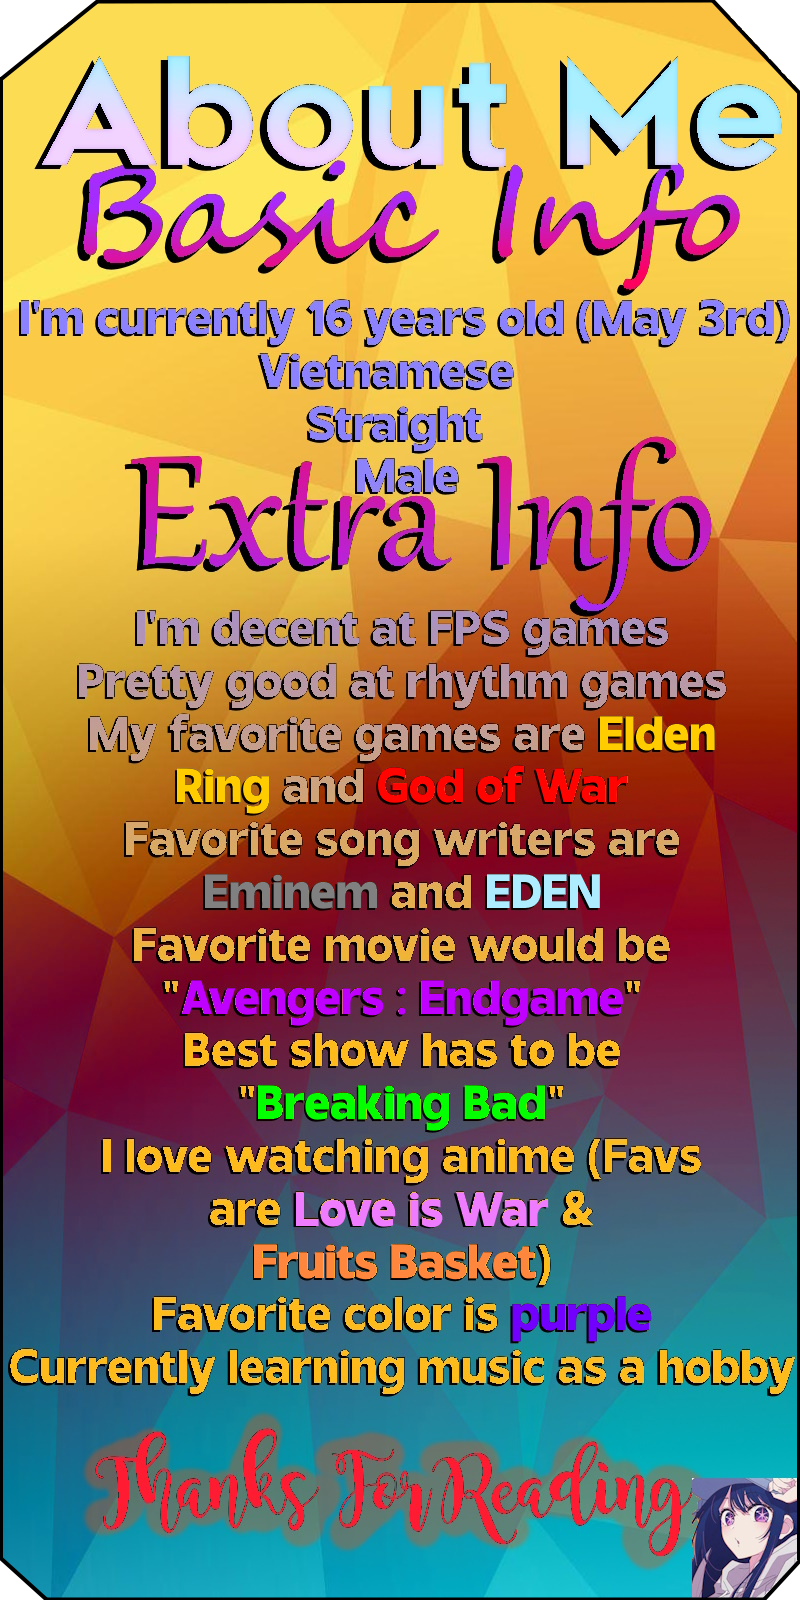 About Me
Basic Info
I'm currently 16 years old (May 3rd)
Vietnamese
Straight
Male
Extra Info
I'm decent at FPS games
Pretty good at rhythm games
My favorite games are Elden
Ring and God of War
Favorite song writers are
Eminem and EDEN
Favorite movie would be
"Avengers : Endgame"
Best show has to be
"Breaking Bad"
I love watching anime (Favs
are Love is War &
Fruits Basket)
Favorite color is purple
Currently learning music as a hobby
Thanks For Reading